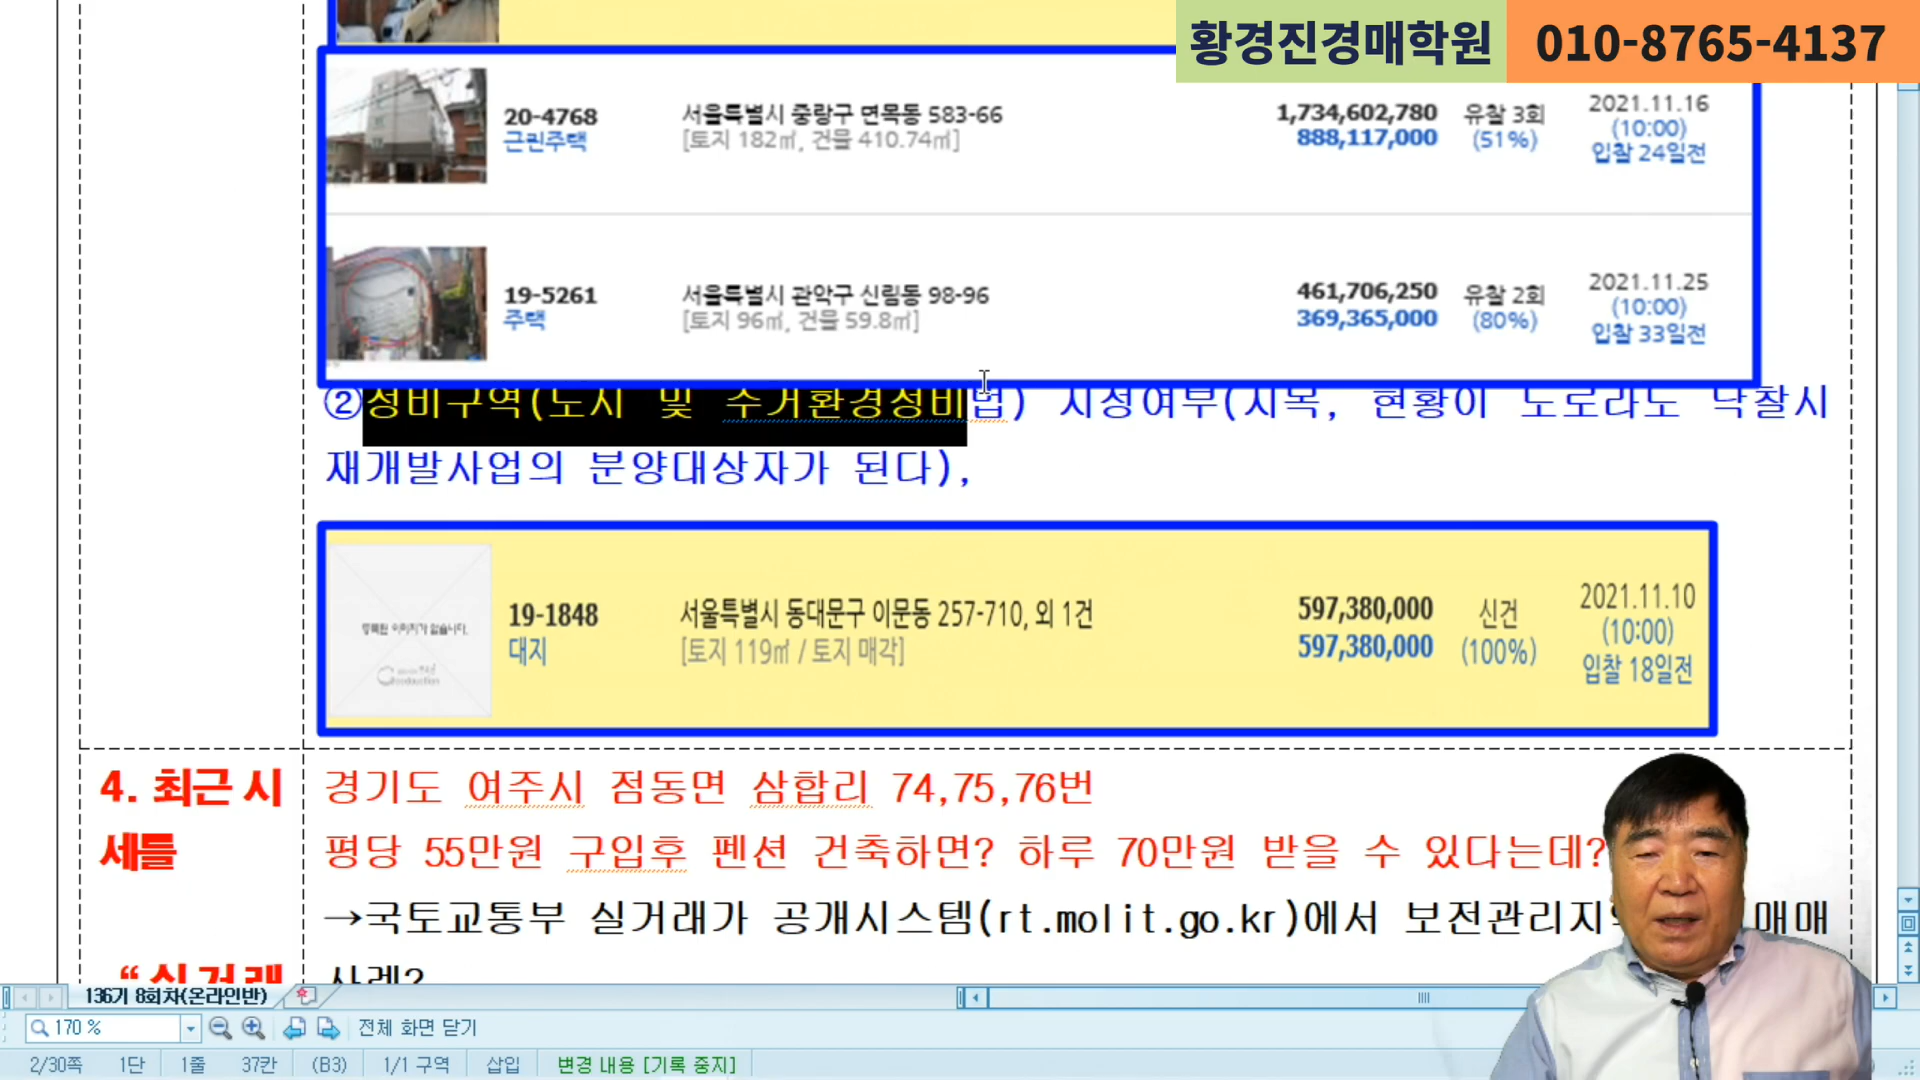 황경진경매학원 010-8765-4137
20-4768 서울특별시 중랑구 면목동 583-66 1,734,602,780 유찰 3회 2021.11.16
근린주택 [토지 182㎡, 건물 410.74㎡] 888,117,000 (51%) (10:00)
입찰 24일전
19-5261 서울특별시 관악구 신림동 98-96 461,706,250 유찰 2회 2021.11.25
주택 [토지 96㎡, 건물 59.8㎡] 369,365,000 (80%) (10:00)
입찰 33일전
②정비구역(도시 및 주거환경정비법) 지정여부(지목, 현황이 도로라도 낙찰시
재개발사업의 분양대상자가 된다),
등록된 이미지가 없습니다.
19-1848 서울특별시 동대문구 이문동 257-710, 외 1건 597,380,000 신건 2021.11.10
대지 [토지 119㎡ / 토지 매각] 597,380,000 (100%) (10:00)
입찰 18일전
4. 최근 시 경기도 여주시 점동면 삼합리 74,75,76번
세틀 평당 55만원 구입후 펜션 건축하면? 하루 70만원 받을 수 있다는데?
→국토교통부 실거래가 공개시스템(rt.molit.go.kr)에서 보전관리지 매매
“실거래 사례?
136기 8회차(온라인반)
170 % 전체 화면 닫기
2/30쪽 1단 1줄 37칸 (B3) 1/1 구역 삽입 변경 내용 [기록 중지]